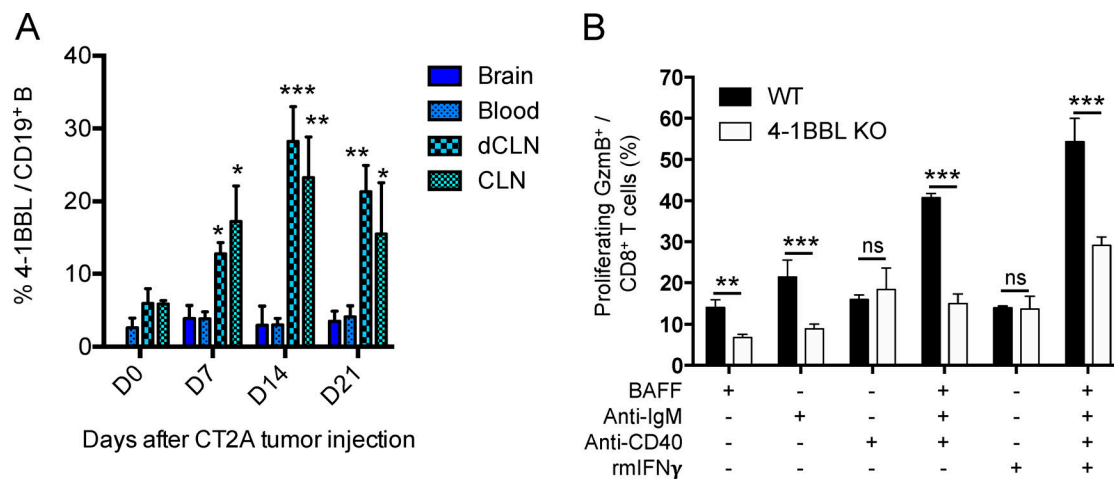 A
% 4-1BBL / CD19⁺ B
40
30
20
10
0
*
*
***
**
**
*
D0
D7
D14
D21
Days after CT2A tumor injection
Brain
Blood
dCLN
CLN
B
Proliferating GzmB⁺ /
CD8⁺ T cells (%)
70
60
50
40
30
20
10
0
WT
4-1BBL KO
**
***
ns
***
ns
***
BAFF + - - + - +
Anti-IgM - + - + - +
Anti-CD40 - - + + - +
rmIFNγ - - - - + +